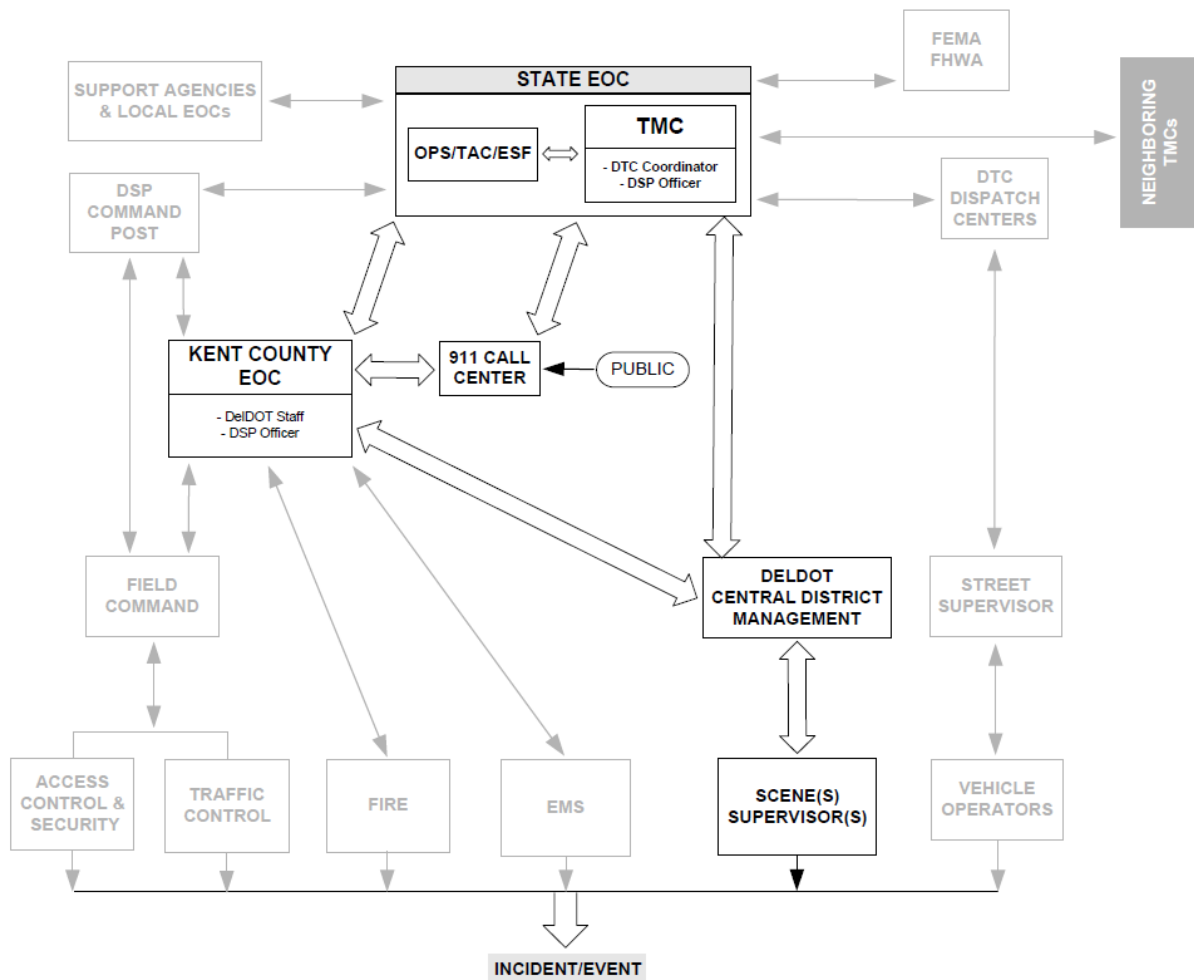 FEMA
FHWA
STATE EOC
SUPPORT AGENCIES
& LOCAL EOCs
NEIGHBORING
TMCs
TMC
OPS/TAC/ESF
- DTC Coordinator
- DSP Officer
DSP
COMMAND
POST
DTC
DISPATCH
CENTERS
KENT COUNTY
EOC
- DelDOT Staff
- DSP Officer
911 CALL
CENTER
PUBLIC
FIELD
COMMAND
DELDOT
CENTRAL DISTRICT
MANAGEMENT
STREET
SUPERVISOR
ACCESS
CONTROL &
SECURITY
TRAFFIC
CONTROL
FIRE
EMS
SCENE(S)
SUPERVISOR(S)
VEHICLE
OPERATORS
INCIDENT/EVENT